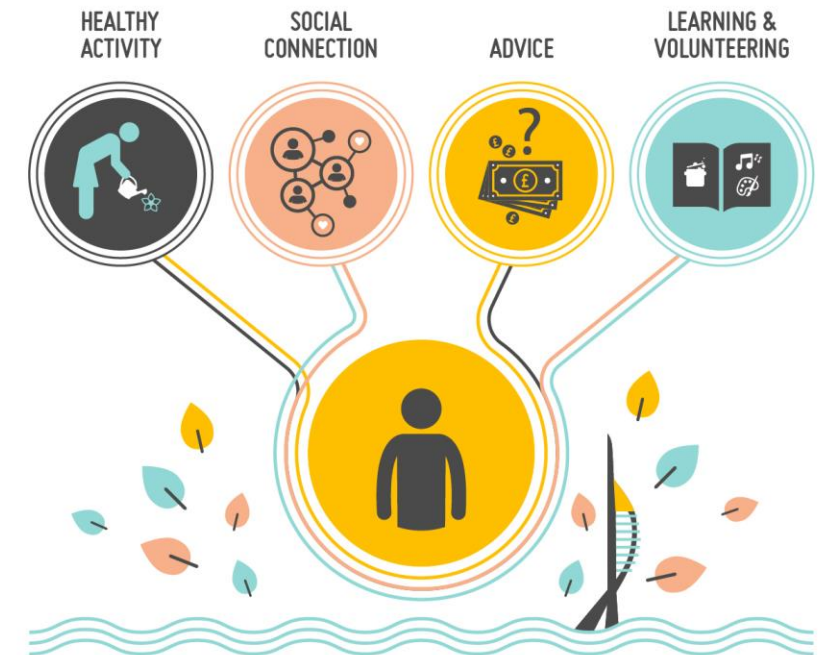 HEALTHY
ACTIVITY
SOCIAL
CONNECTION
ADVICE
LEARNING &
VOLUNTEERING
?
£
£
£
£